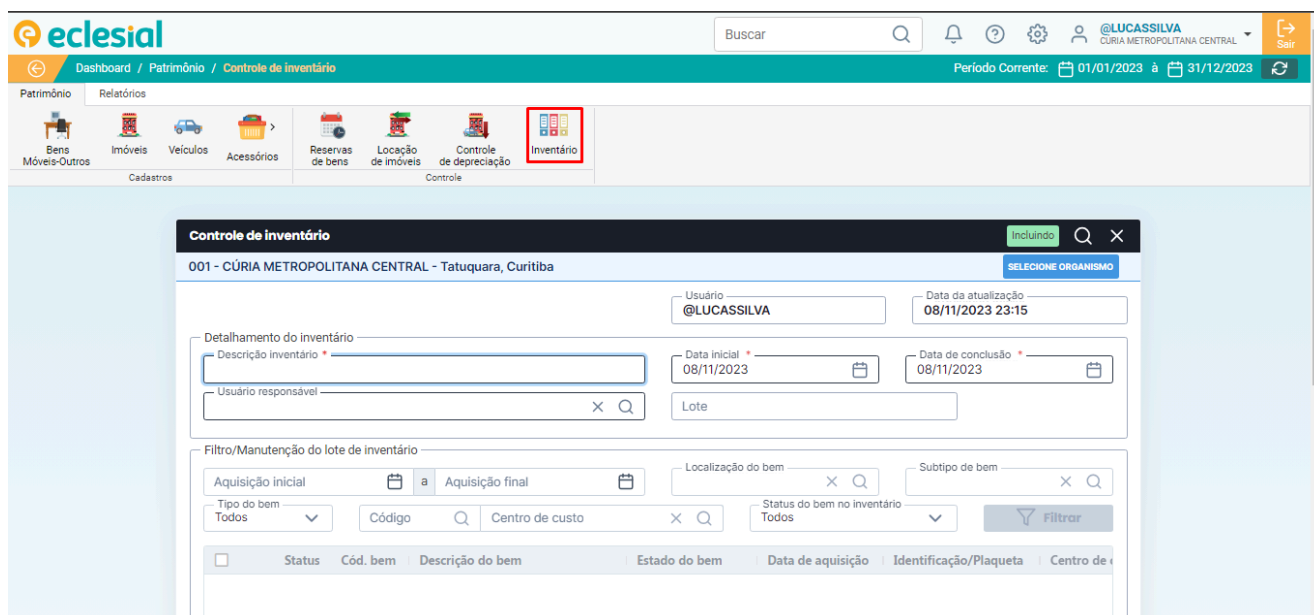 eclesial
Buscar
@LUCASSILVA
CÚRIA METROPOLITANA CENTRAL
Sair
Dashboard / Patrimônio / Controle de inventário
Período Corrente: 01/01/2023 à 31/12/2023
Patrimônio Relatórios
Bens Móveis-Outros
Imóveis
Veículos
Acessórios
Reservas de bens
Locação de imóveis
Controle de depreciação
Inventário
Cadastros
Controle
Controle de inventário
Incluindo
001 - CÚRIA METROPOLITANA CENTRAL - Tatuquara, Curitiba
SELECIONE ORGANISMO
Usuário
@LUCASSILVA
Data da atualização
08/11/2023 23:15
Detalhamento do inventário
Descrição inventário *
Data inicial *
08/11/2023
Data de conclusão *
08/11/2023
Usuário responsável
Lote
Filtro/Manutenção do lote de inventário
Aquisição inicial a Aquisição final
Localização do bem
Subtipo de bem
Tipo do bem
Todos
Código
Centro de custo
Status do bem no inventário
Todos
Filtrar
Status Cód. bem Descrição do bem Estado do bem Data de aquisição Identificação/Plaqueta Centro de